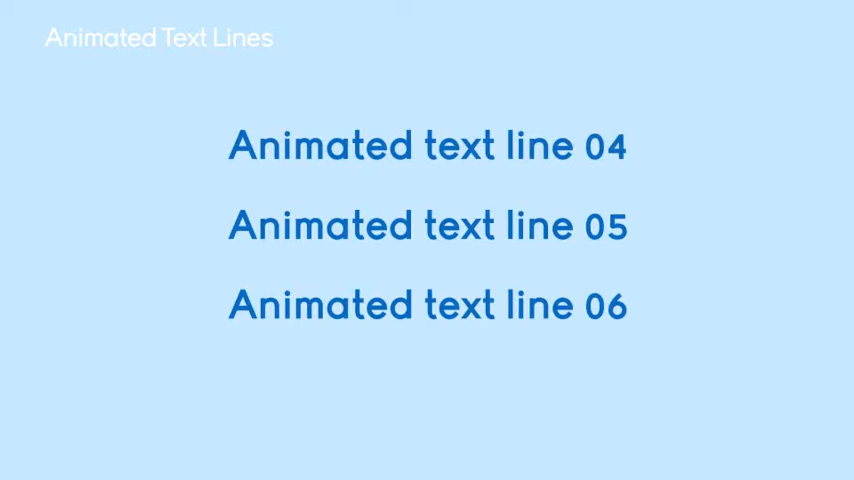 Animated Text Lines
Animated text line 04
Animated text line 05
Animated text line 06